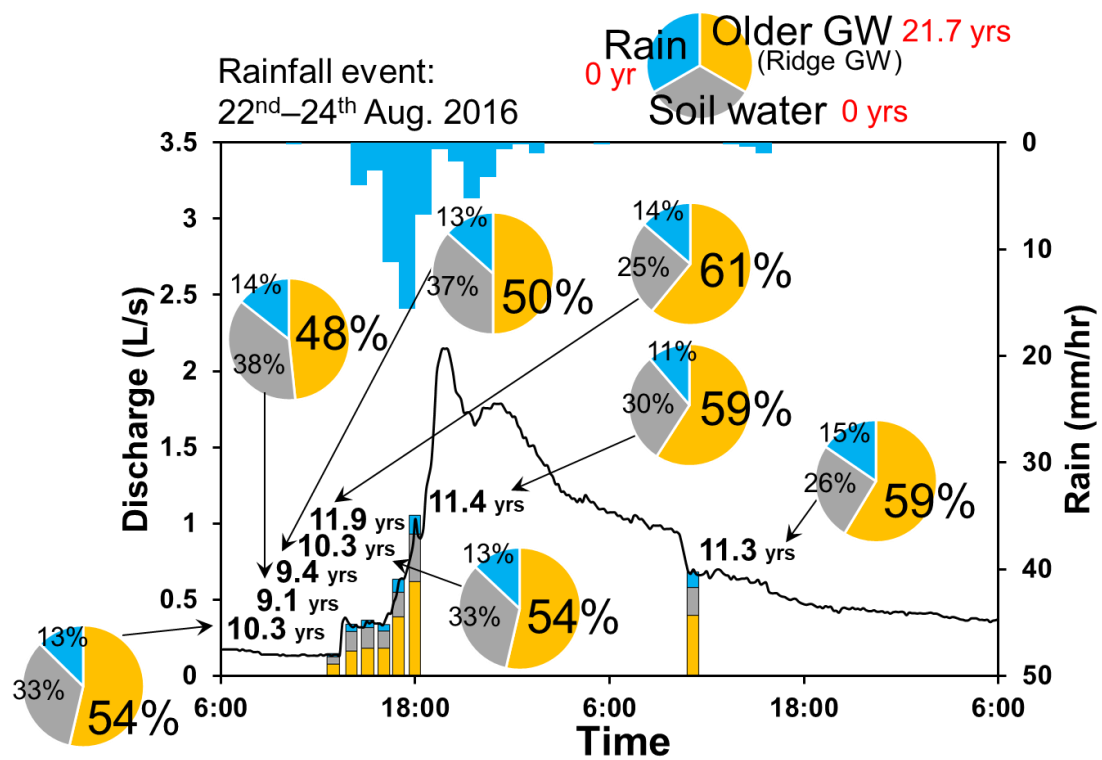 Rain
Older GW 21.7 yrs
0 yr
(Ridge GW)
Soil water 0 yrs
Rainfall event:
22nd–24th Aug. 2016
3.5
3
2.5
2
1.5
1
0.5
0
Discharge (L/s)
0
10
20
30
40
50
Rain (mm/hr)
13%
37%
50%
14%
25%
61%
14%
38%
48%
11%
30%
59%
15%
26%
59%
11.4 yrs
11.9 yrs
10.3 yrs
9.4 yrs
9.1 yrs
10.3 yrs
11.3 yrs
13%
33%
54%
13%
33%
54%
6:00
18:00
6:00
18:00
6:00
Time